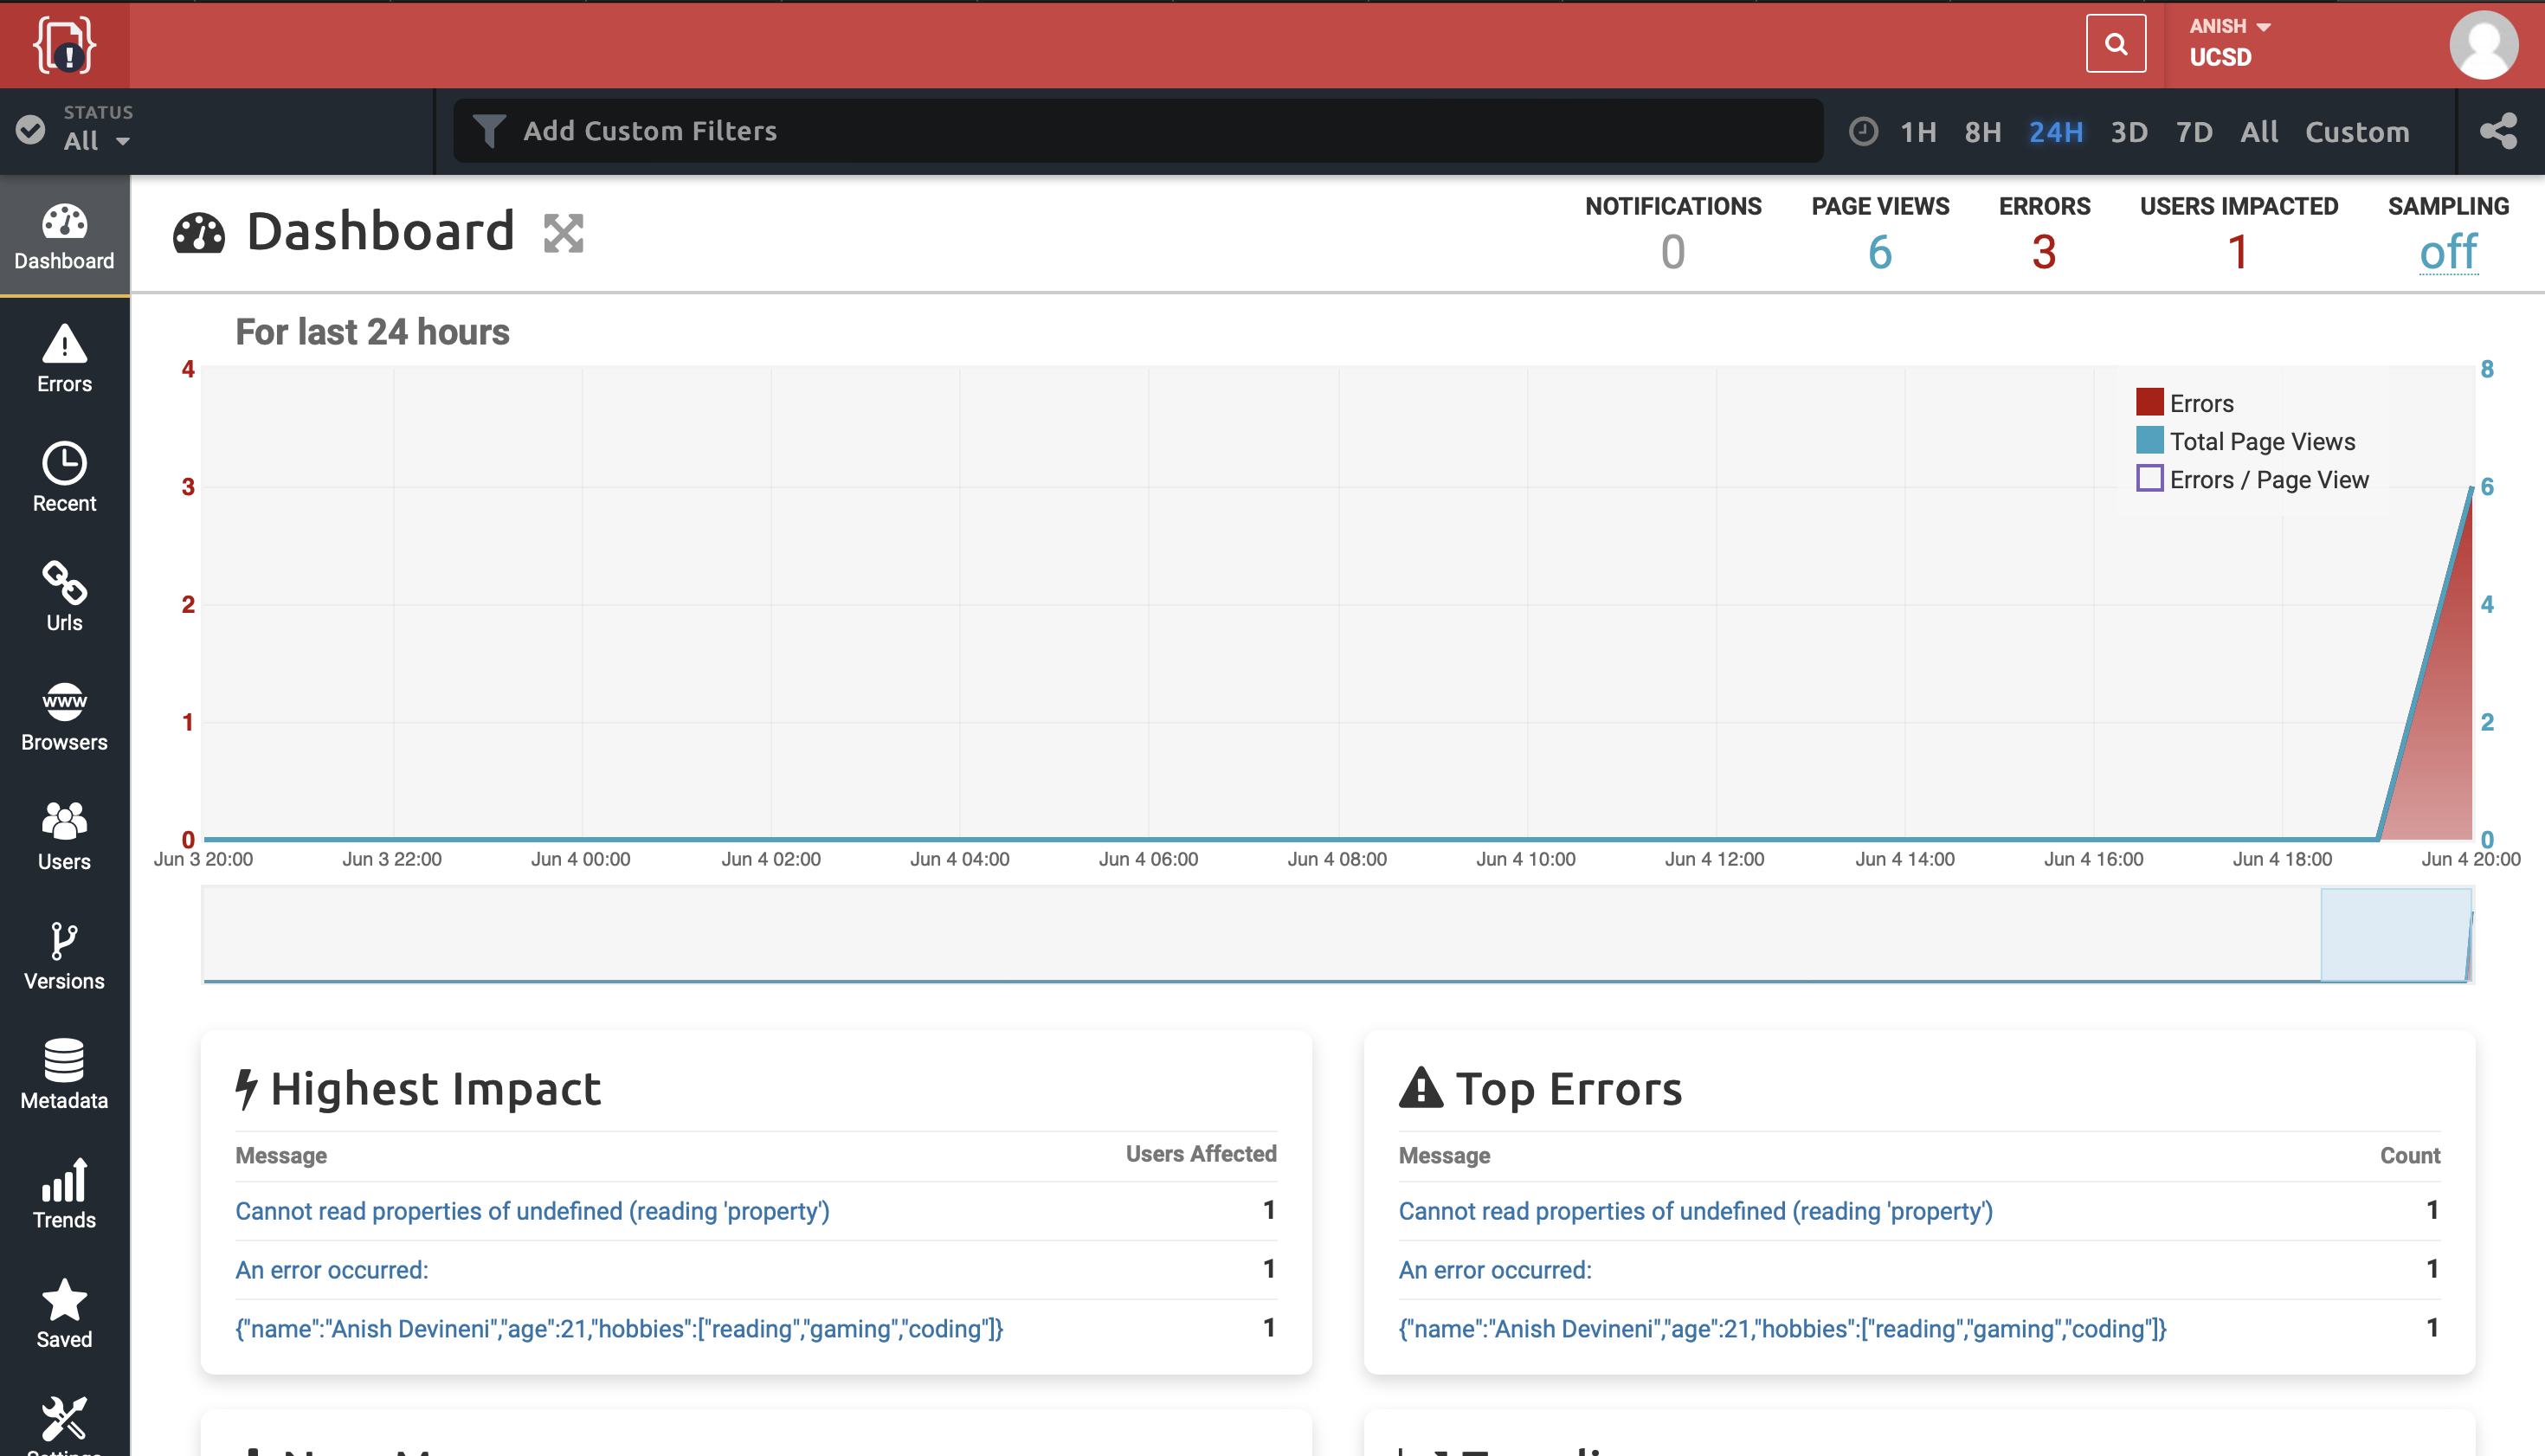 ANISH
UCSD
STATUS
All
Add Custom Filters
1H 8H 24H 3D 7D All Custom
Dashboard
Errors
Recent
Urls
WWW
Browsers
Users
Versions
Metadata
Trends
Saved
Settings
Dashboard
NOTIFICATIONS PAGE VIEWS ERRORS USERS IMPACTED SAMPLING
0 6 3 1 off
For last 24 hours
4 8
3 6
2 4
1 2
0 0
Errors
Total Page Views
Errors / Page View
Jun 3 20:00 Jun 3 22:00 Jun 4 00:00 Jun 4 02:00 Jun 4 04:00 Jun 4 06:00 Jun 4 08:00 Jun 4 10:00 Jun 4 12:00 Jun 4 14:00 Jun 4 16:00 Jun 4 18:00 Jun 4 20:00
Highest Impact
Message Users Affected
Cannot read properties of undefined (reading 'property') 1
An error occurred: 1
{"name":"Anish Devineni","age":21,"hobbies":["reading","gaming","coding"]} 1
Top Errors
Message Count
Cannot read properties of undefined (reading 'property') 1
An error occurred: 1
{"name":"Anish Devineni","age":21,"hobbies":["reading","gaming","coding"]} 1